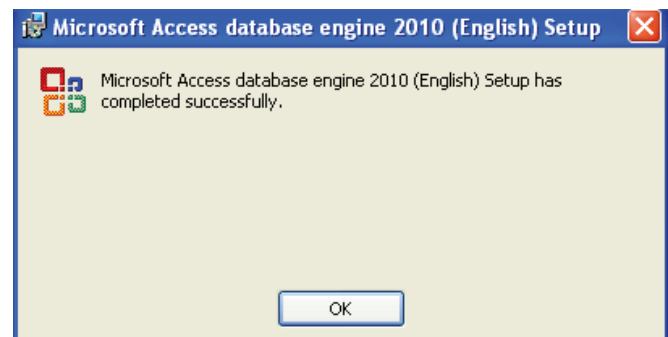 Microsoft Access database engine 2010 (English) Setup
Microsoft Access database engine 2010 (English) Setup has
completed successfully.
OK